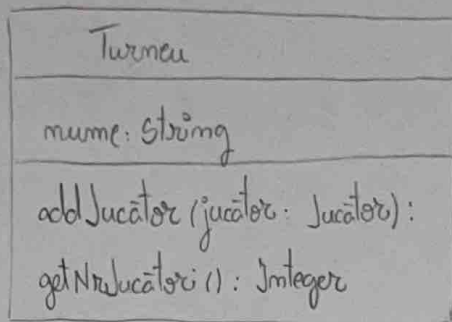 Turneu
nume: String
addJucător(jucător: Jucător):
getNrJucători(): Integer